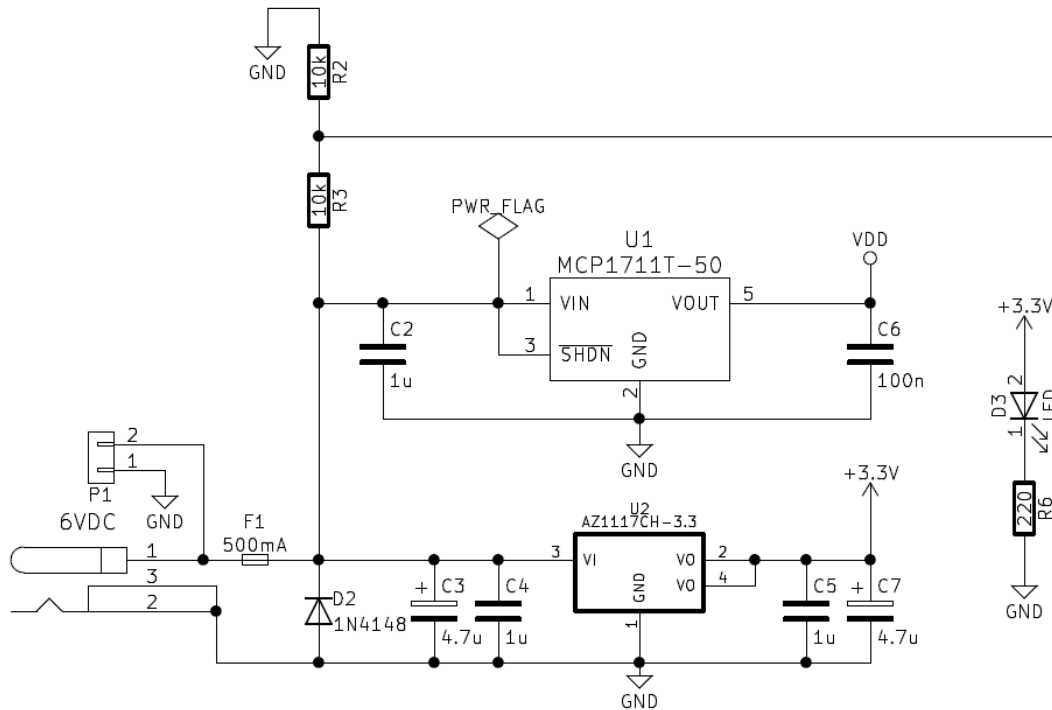 10k
R2
GND
10k
R3
PWR_FLAG
U1
MCP1711T-50
VDD
1
VIN
VOUT
5
3
SHDN
GND
2
C2
1u
C6
100n
GND
+3.3V
2
D3
LED
1
220
R6
GND
2
1
P1
GND
6VDC
1
3
2
F1
500mA
D2
1N4148
+
C3
4.7u
C4
1u
U2
AZ1117CH-3.3
3
VI
VO
2
VO
4
GND
1
GND
+3.3V
C5
1u
+
C7
4.7u